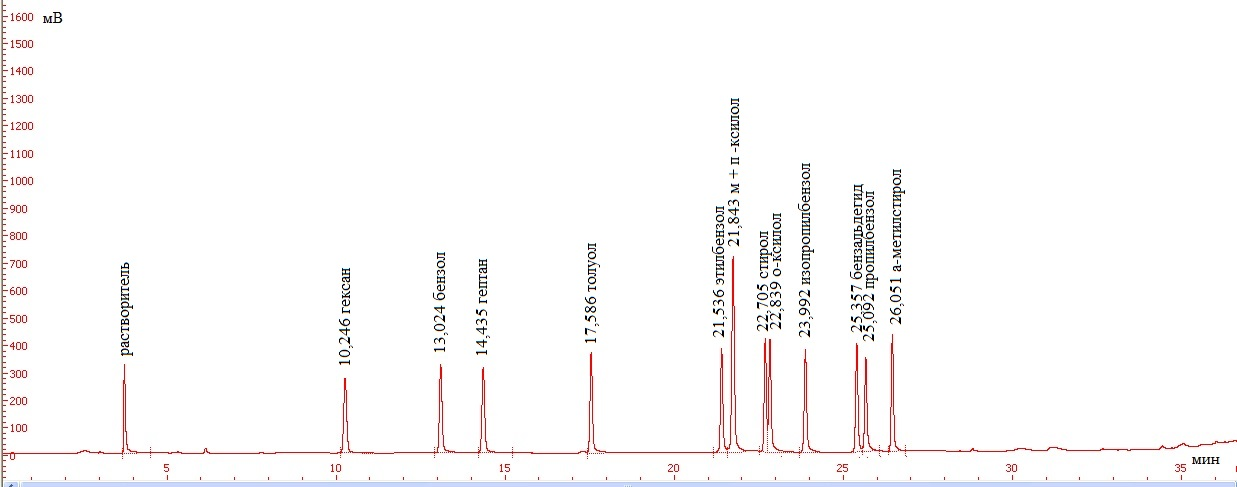 1600
мВ
1500
1400
1300
1200
1100
1000
900
800
700
600
500
400
300
200
100
0
растворитель
10,246 гексан
13,024 бензол
14,435 гептан
17,586 толуол
21,536 этилбензол
21,843 м + п -ксилол
22,705 стирол
22,839 о-ксилол
23,992 изопропилбензол
25,357 бензальдегид
25,092 пропилбензол
26,051 а-метилстирол
5
10
15
20
25
30
35
мин